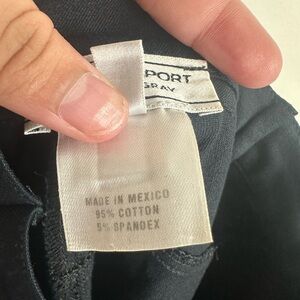 PORT
GRAY
MADE IN MEXICO
95% COTTON
5% SPANDEX